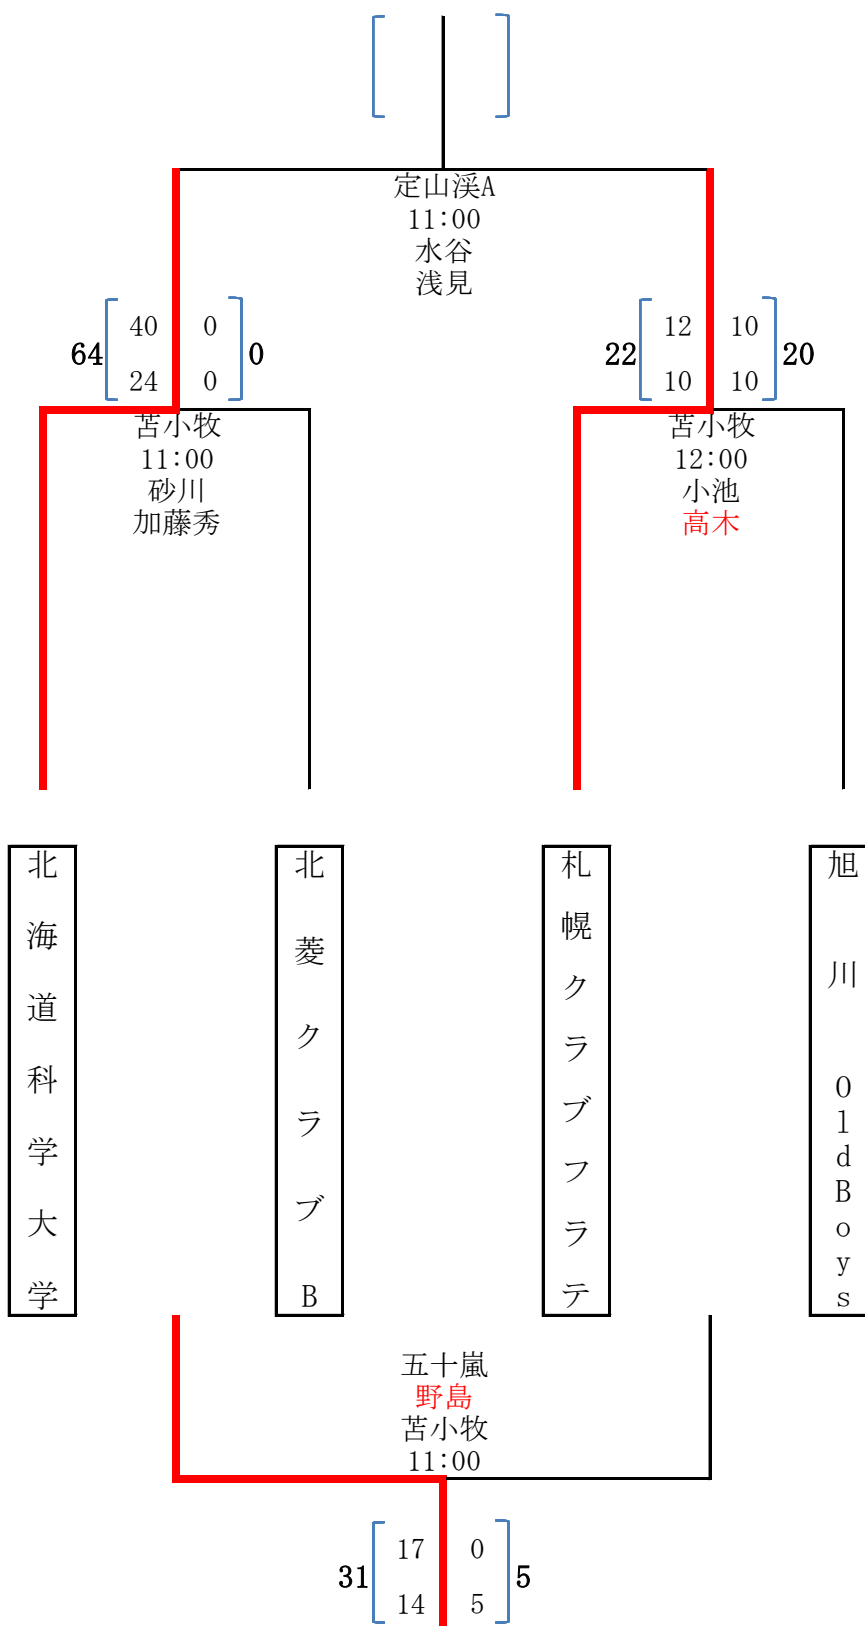 定山渓A
11:00
水谷
浅見
64
40
0
24
0
0
22
12
10
10
10
20
苫小牧
11:00
砂川
加藤秀
苫小牧
12:00
小池
高木
北海道科学大学
北菱クラブB
札幌クラブフラテ
旭川OldBoys
五十嵐
野島
苫小牧
11:00
31
17
0
14
5
5